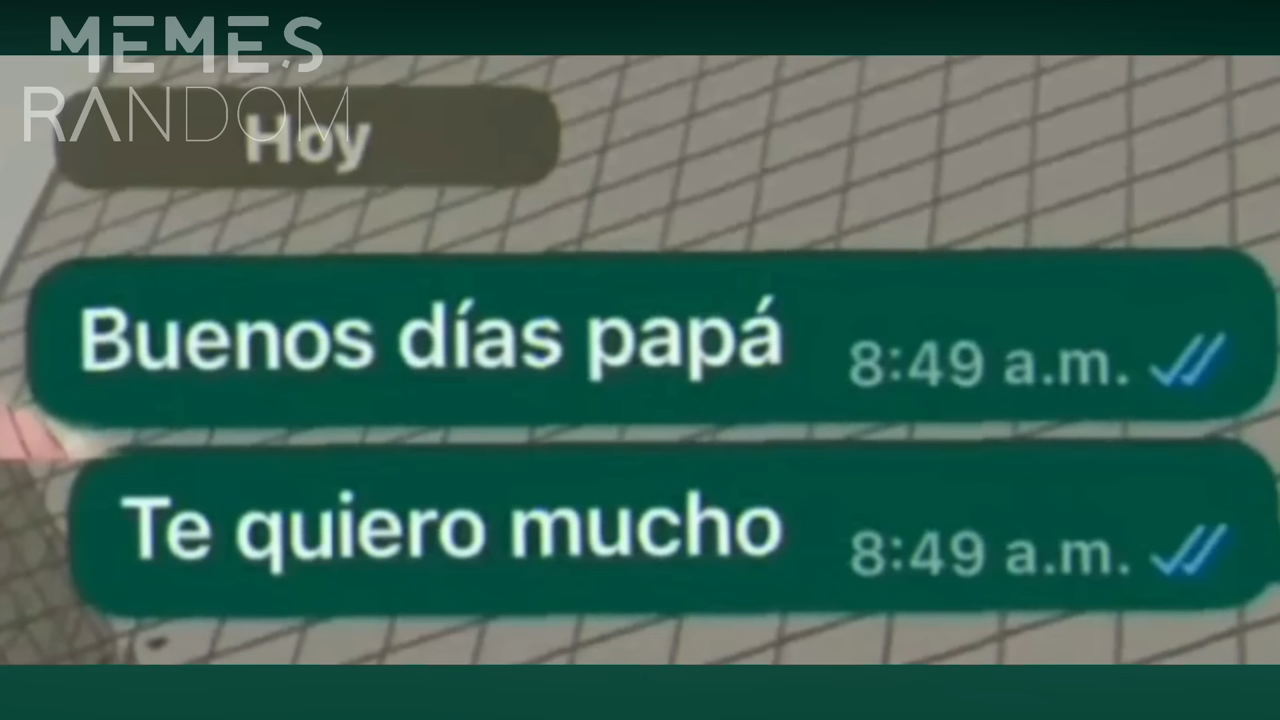 MEMES
RANDOM
Hoy
Buenos días papá 8:49 a.m.
Te quiero mucho 8:49 a.m.